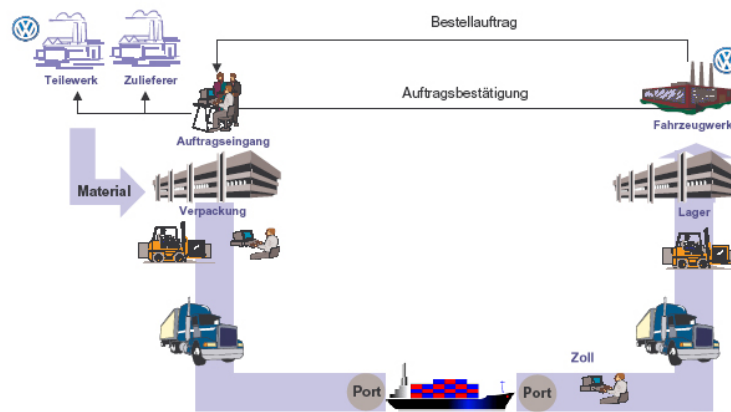 Bestellauftrag
Teilewerk
Zulieferer
Auftragsbestätigung
Fahrzeugwerk
Auftragseingang
Material
Verpackung
Lager
Zoll
Port
Port